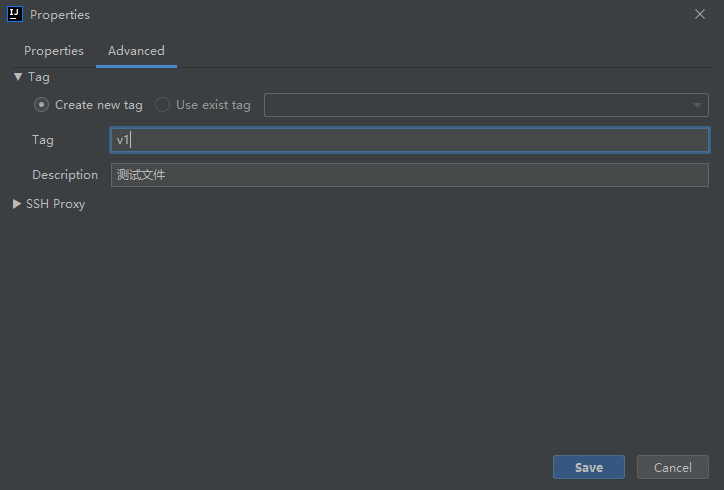 IJ Properties
Properties Advanced
Tag
Create new tag Use exist tag
Tag v1
Description 测试文件
SSH Proxy
Save Cancel